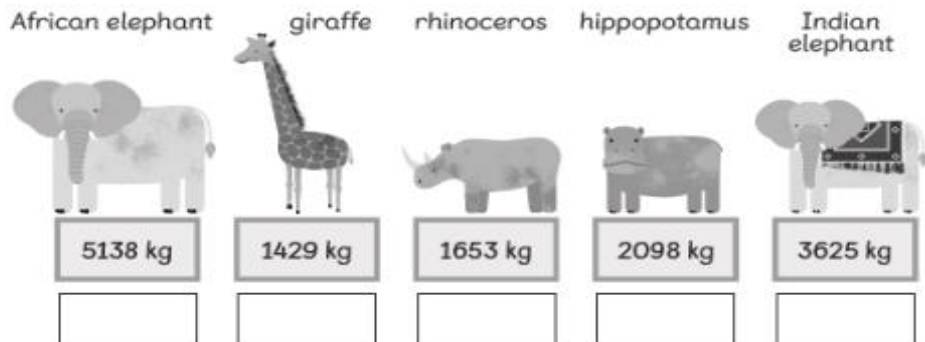 African elephant giraffe rhinoceros hippopotamus Indian elephant
5138 kg 1429 kg 1653 kg 2098 kg 3625 kg